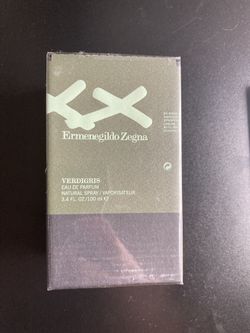 Ermenegildo Zegna
VERDIGRIS
EAU DE PARFUM
NATURAL SPRAY / VAPORISATEUR
3.4 FL. OZ / 100 ml ℮